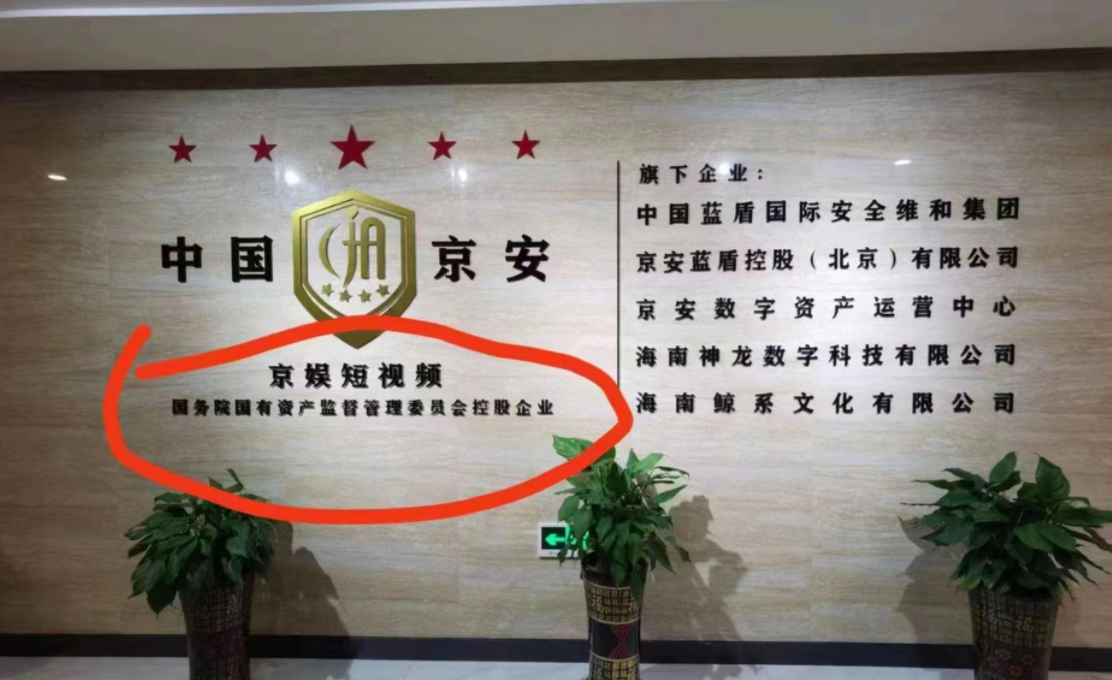 中国 京安
京娱短视频
国务院国有资产监督管理委员会控股企业
旗下企业：
中国蓝盾国际安全维和集团
京安蓝盾控股（北京）有限公司
京安数字资产运营中心
海南神龙数字科技有限公司
海南鲸系文化有限公司